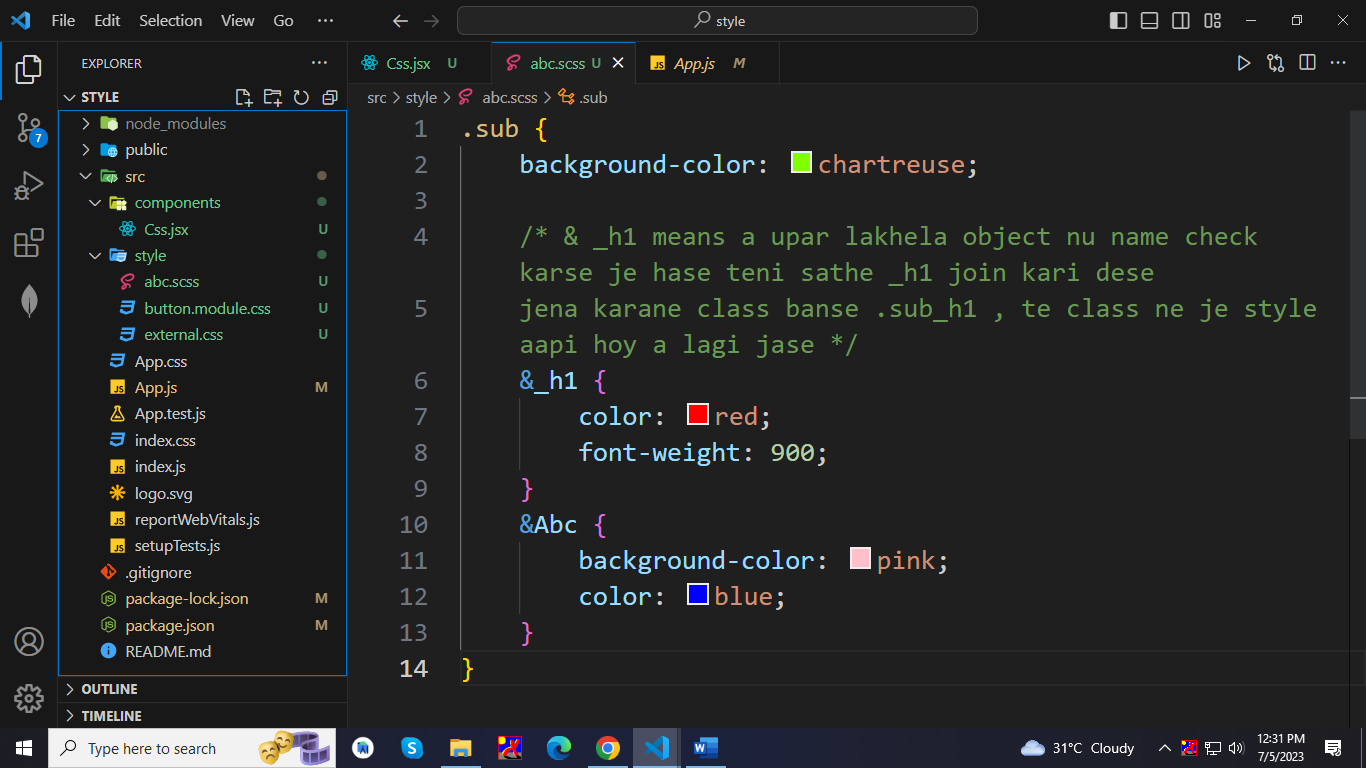 File Edit Selection View Go ··· style
EXPLORER ···
STYLE
node_modules
public
src
components
Css.jsx U
style
abc.scss U
button.module.css U
external.css U
App.css
App.js M
App.test.js
index.css
index.js
logo.svg
reportWebVitals.js
setupTests.js
.gitignore
package-lock.json M
package.json M
README.md
OUTLINE
TIMELINE
7
Css.jsx U abc.scss U App.js M
src > style > abc.scss > .sub
1 .sub {
2 background-color: chartreuse;
3
4 /* & _h1 means a upar lakhela object nu name check
karse je hase teni sathe _h1 join kari dese
5 jena karane class banse .sub_h1 , te class ne je style
aapi hoy a lagi jase */
6 &_h1 {
7 color: red;
8 font-weight: 900;
9 }
10 &Abc {
11 background-color: pink;
12 color: blue;
13 }
14 }
Type here to search
31°C Cloudy
12:31 PM
7/5/2023